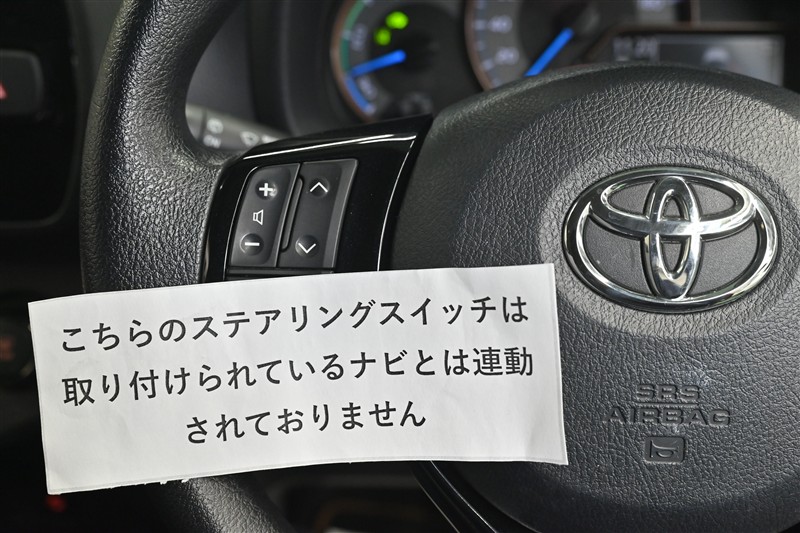 こちらのステアリングスイッチは
取り付けられているナビとは連動
されておりません
SRS
AIRBAG